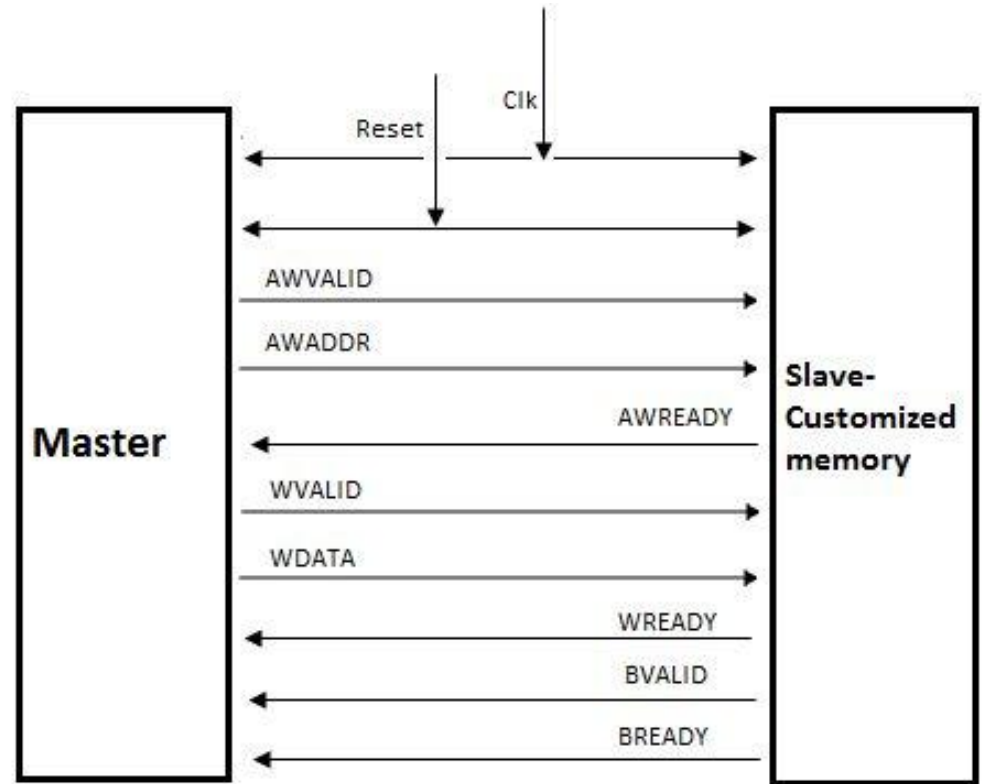 Clk
Reset
AWVALID
AWADDR
AWREADY
Master
Slave-
Customized
memory
WVALID
WDATA
WREADY
BVALID
BREADY